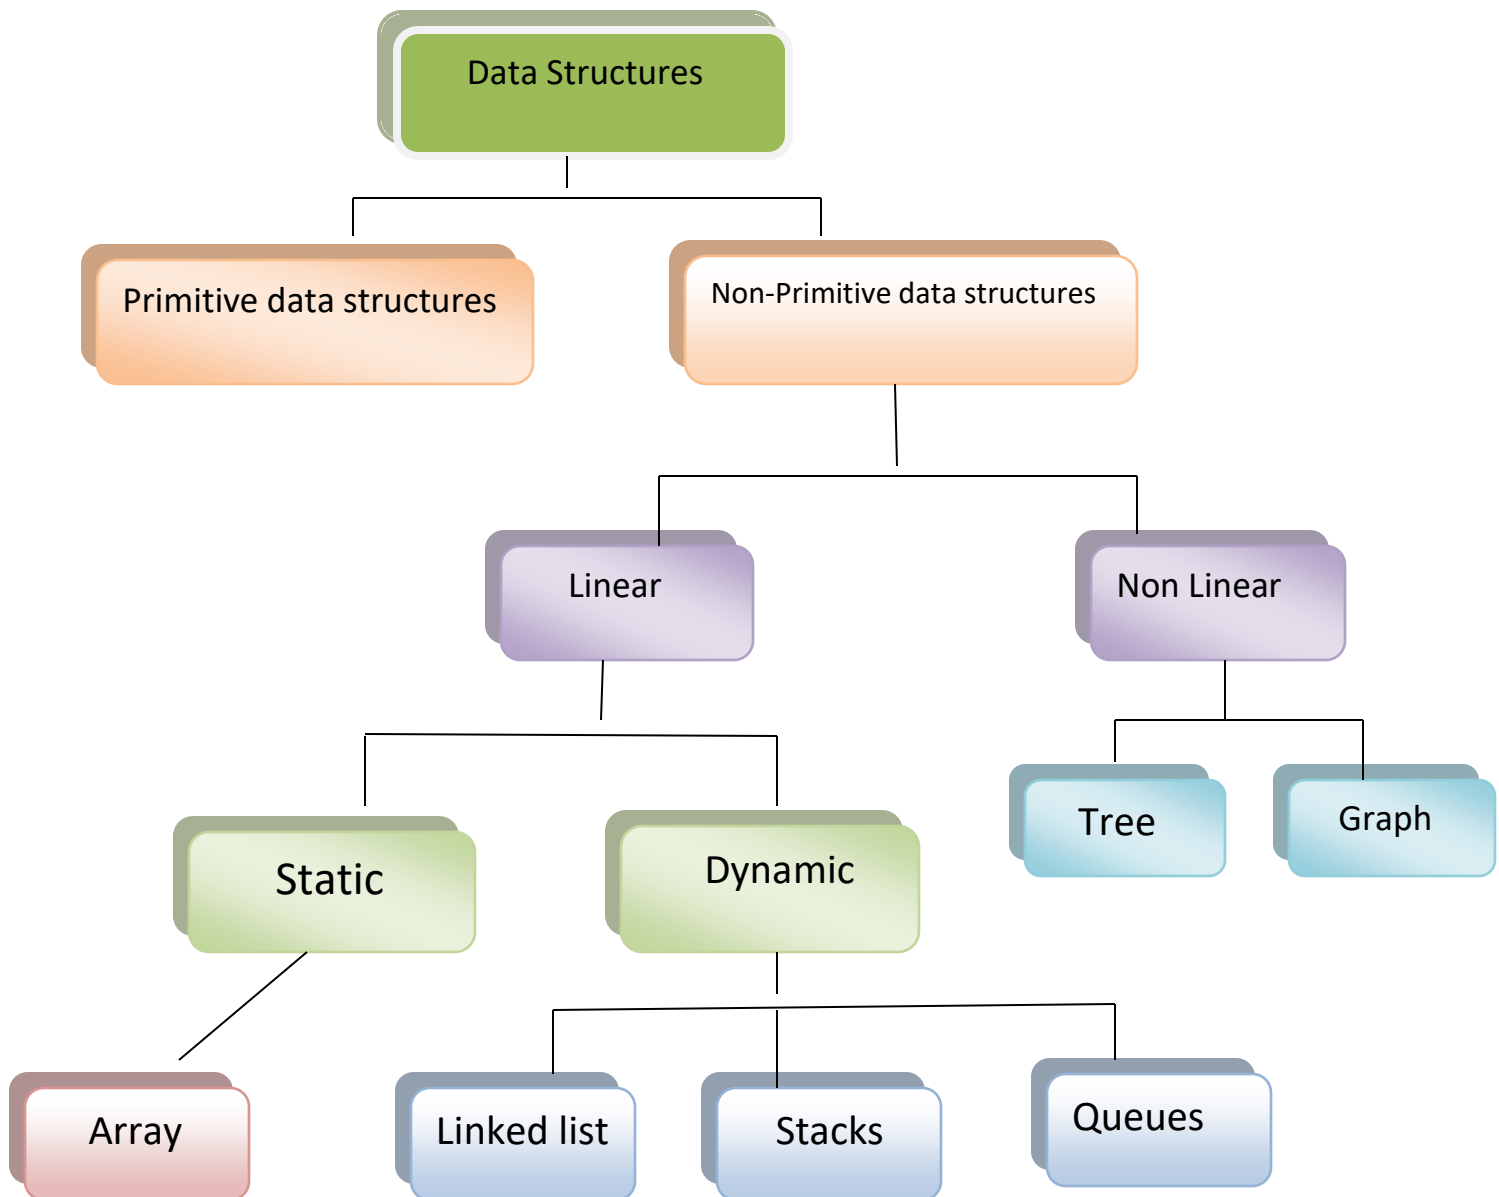 Data Structures
Primitive data structures
Non-Primitive data structures
Linear
Non Linear
Tree
Graph
Static
Dynamic
Array
Linked list
Stacks
Queues